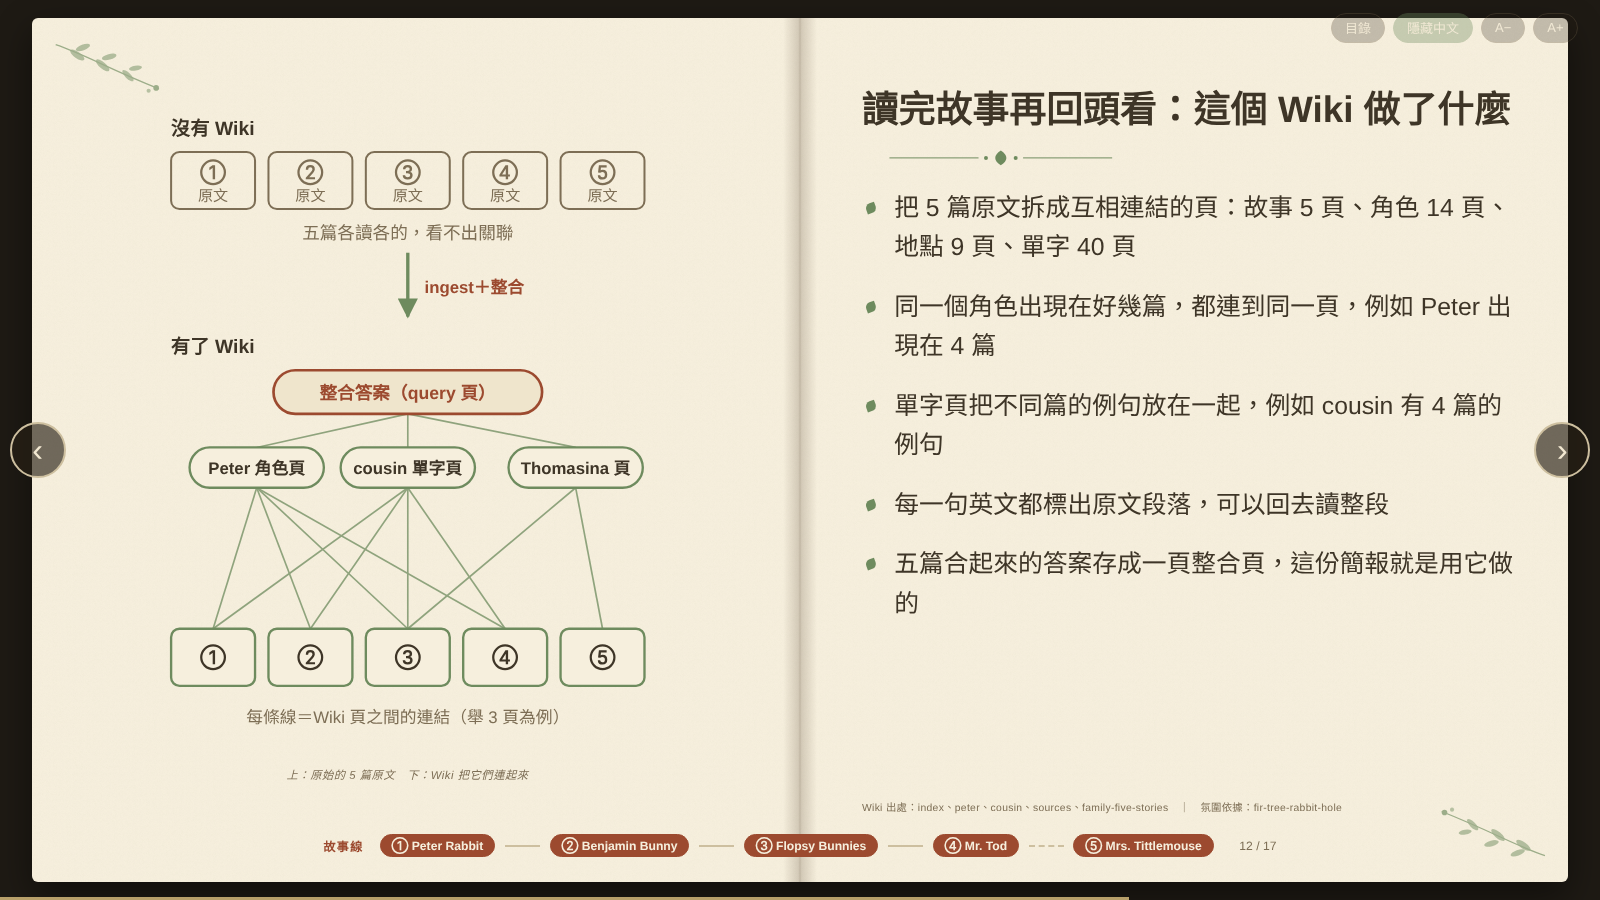 目錄
隱藏中文
A−
A+
沒有 Wiki
① ② ③ ④ ⑤
原文 原文 原文 原文 原文
五篇各讀各的，看不出關聯
ingest＋整合
有了 Wiki
整合答案（query 頁）
Peter 角色頁
cousin 單字頁
Thomasina 頁
① ② ③ ④ ⑤
每條線＝Wiki 頁之間的連結（舉 3 頁為例）
上：原始的 5 篇原文　下：Wiki 把它們連起來
讀完故事再回頭看：這個 Wiki 做了什麼
把 5 篇原文拆成互相連結的頁：故事 5 頁、角色 14 頁、
地點 9 頁、單字 40 頁
同一個角色出現在好幾篇，都連到同一頁，例如 Peter 出
現在 4 篇
單字頁把不同篇的例句放在一起，例如 cousin 有 4 篇的
例句
每一句英文都標出原文段落，可以回去讀整段
五篇合起來的答案存成一頁整合頁，這份簡報就是用它做
的
Wiki 出處：index、peter、cousin、sources、family-five-stories ｜ 氛圍依據：fir-tree-rabbit-hole
故事線
① Peter Rabbit
② Benjamin Bunny
③ Flopsy Bunnies
④ Mr. Tod
⑤ Mrs. Tittlemouse
12 / 17